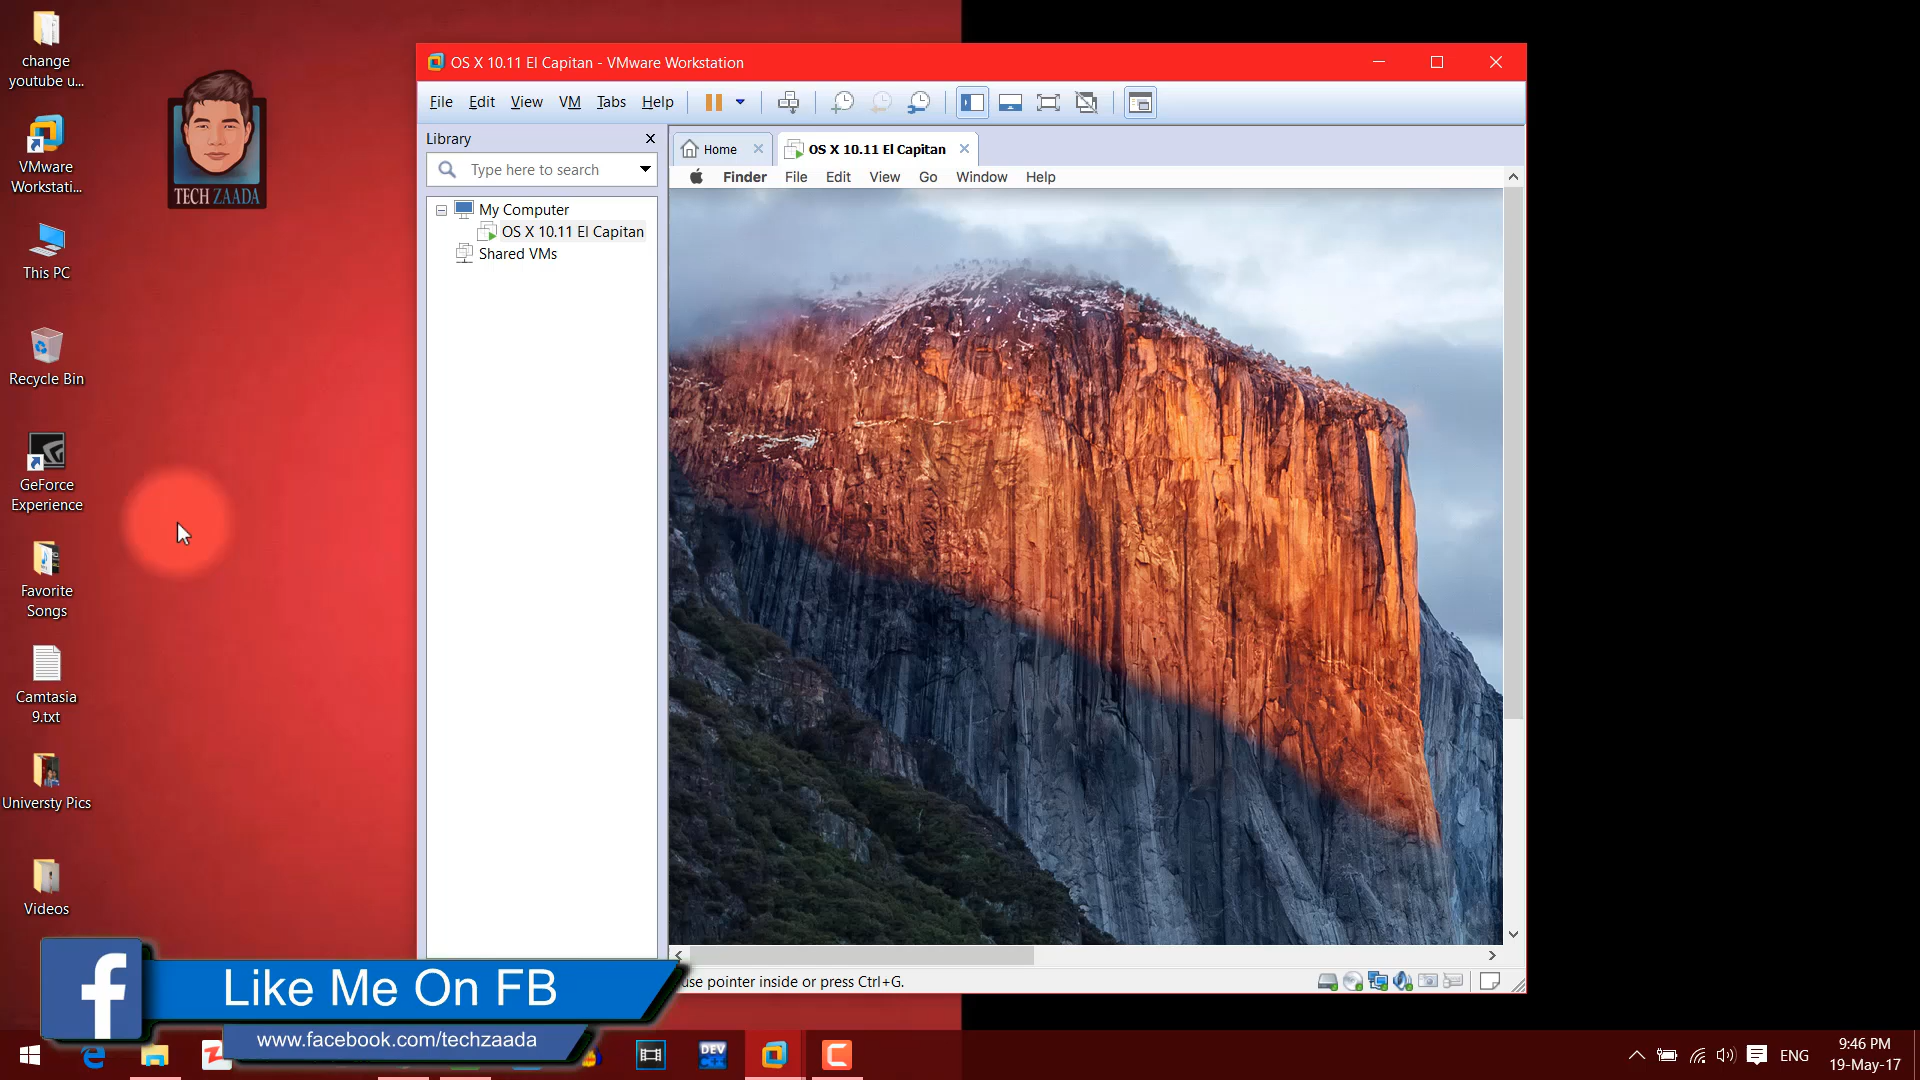 change
youtube u...
VMware
Workstati...
This PC
Recycle Bin
GeForce
Experience
Favorite
Songs
Camtasia
9.txt
Universty Pics
Videos
TECH ZAADA
OS X 10.11 El Capitan - VMware Workstation
File Edit View VM Tabs Help
Library
Type here to search
My Computer
OS X 10.11 El Capitan
Shared VMs
Home
OS X 10.11 El Capitan
Finder File Edit View Go Window Help
use pointer inside or press Ctrl+G.
f
Like Me On FB
www.facebook.com/techzaada
DEV
C++
ENG
9:46 PM
19-May-17